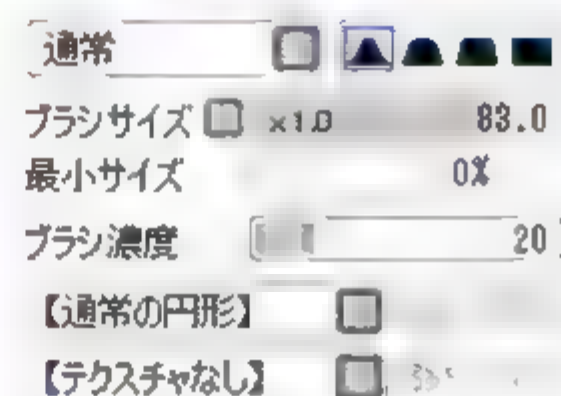 通常
ブラシサイズ ×1.0 83.0
最小サイズ 0%
ブラシ濃度 20
【通常の円形】
【テクスチャなし】